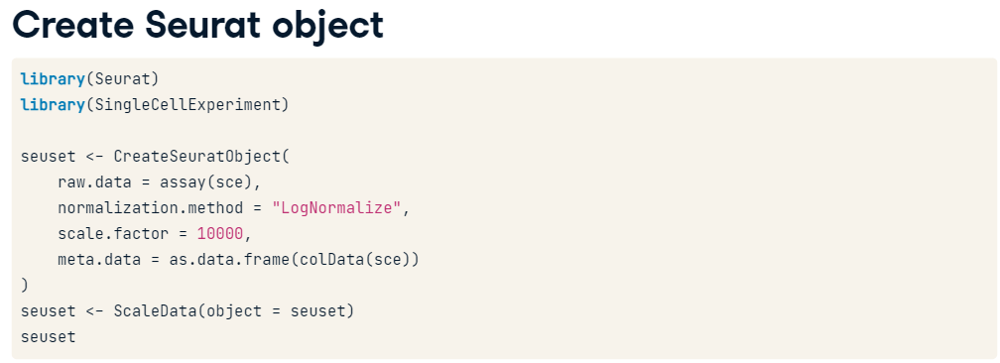 Create Seurat object
library(Seurat)
library(SingleCellExperiment)
seuset <- CreateSeuratObject(
    raw.data = assay(sce),
    normalization.method = "LogNormalize",
    scale.factor = 10000,
    meta.data = as.data.frame(colData(sce))
)
seuset <- ScaleData(object = seuset)
seuset